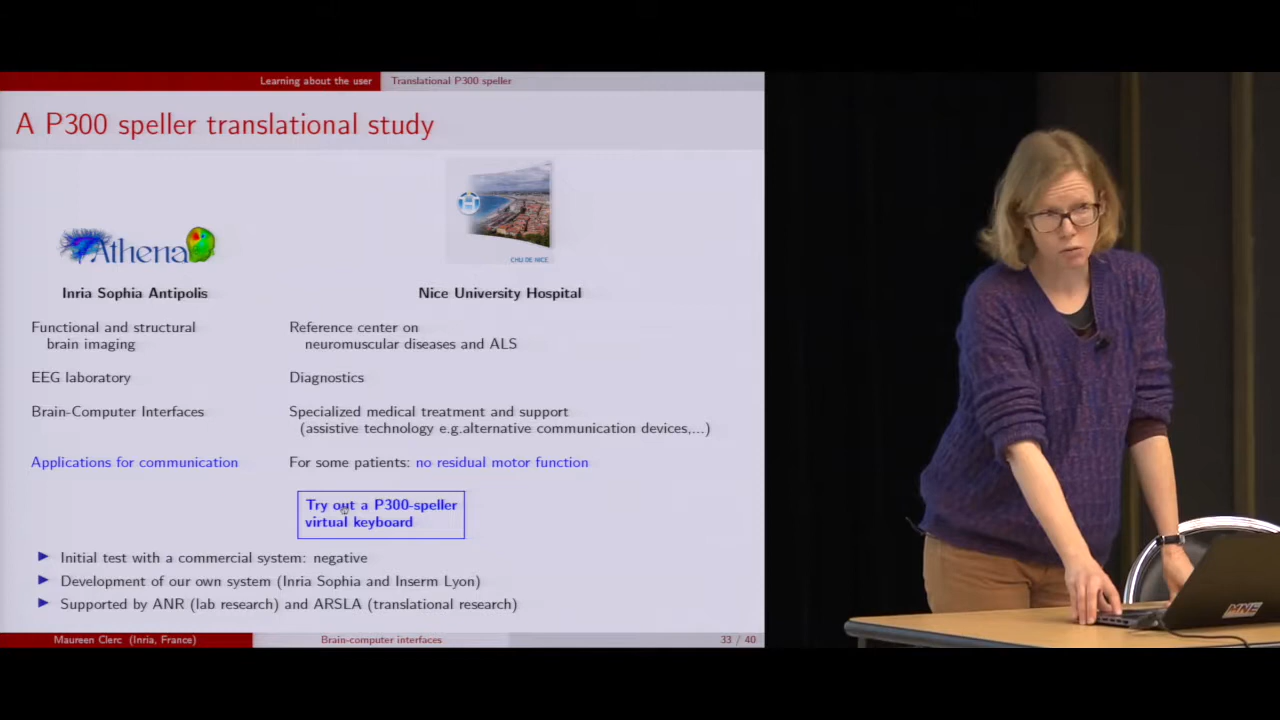 Learning about the user
Translational P300 speller
A P300 speller translational study
Athena
CHU DE NICE
Inria Sophia Antipolis
Nice University Hospital
Functional and structural
brain imaging
Reference center on
neuromuscular diseases and ALS
EEG laboratory
Diagnostics
Brain-Computer Interfaces
Specialized medical treatment and support
(assistive technology e.g.alternative communication devices,...)
Applications for communication
For some patients: no residual motor function
Try out a P300-speller
virtual keyboard
Initial test with a commercial system: negative
Development of our own system (Inria Sophia and Inserm Lyon)
Supported by ANR (lab research) and ARSLA (translational research)
Maureen Clerc (Inria, France)
Brain-computer interfaces
33 / 40
MNE